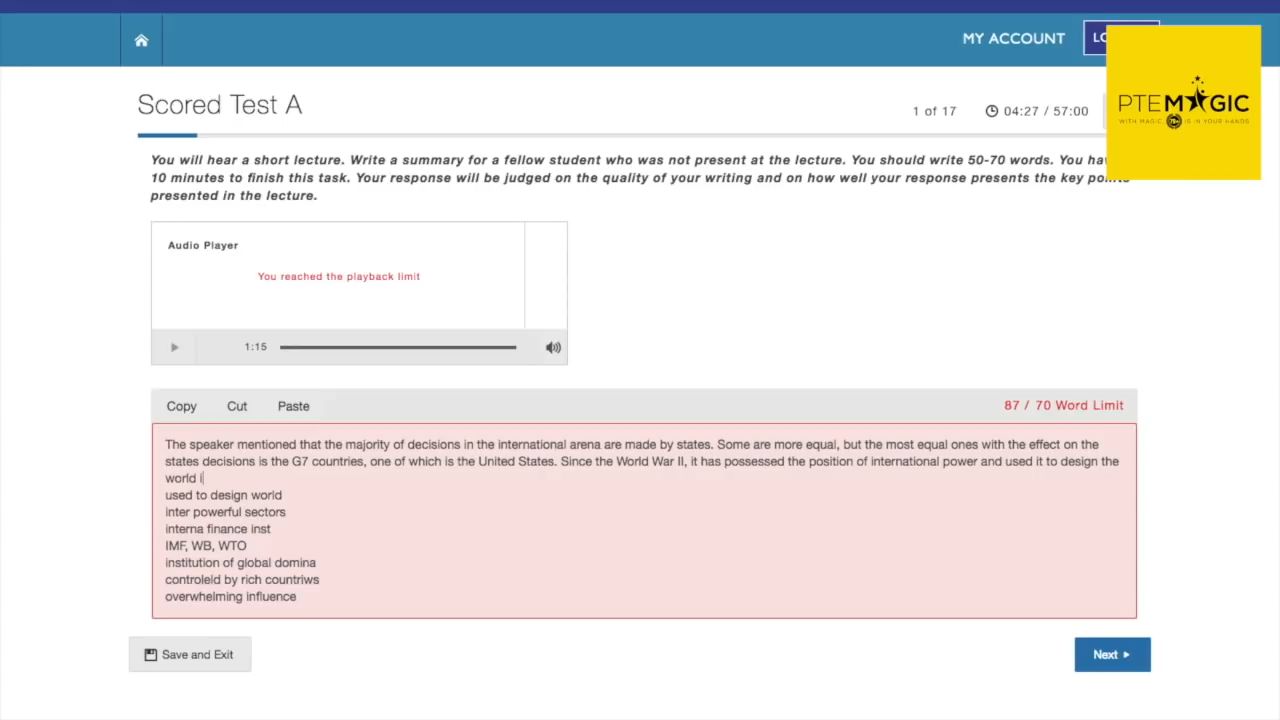 MY ACCOUNT
LO
PTEMAGIC
WITH MAGIC 79+ IS IN YOUR HANDS
Scored Test A
1 of 17
04:27 / 57:00
You will hear a short lecture. Write a summary for a fellow student who was not present at the lecture. You should write 50-70 words. You hav
10 minutes to finish this task. Your response will be judged on the quality of your writing and on how well your response presents the key points
presented in the lecture.
Audio Player
You reached the playback limit
1:15
Copy Cut Paste
87 / 70 Word Limit
The speaker mentioned that the majority of decisions in the international arena are made by states. Some are more equal, but the most equal ones with the effect on the
states decisions is the G7 countries, one of which is the United States. Since the World War II, it has possessed the position of international power and used it to design the
world i
used to design world
inter powerful sectors
interna finance inst
IMF, WB, WTO
institution of global domina
controleld by rich countriws
overwhelming influence
Save and Exit
Next